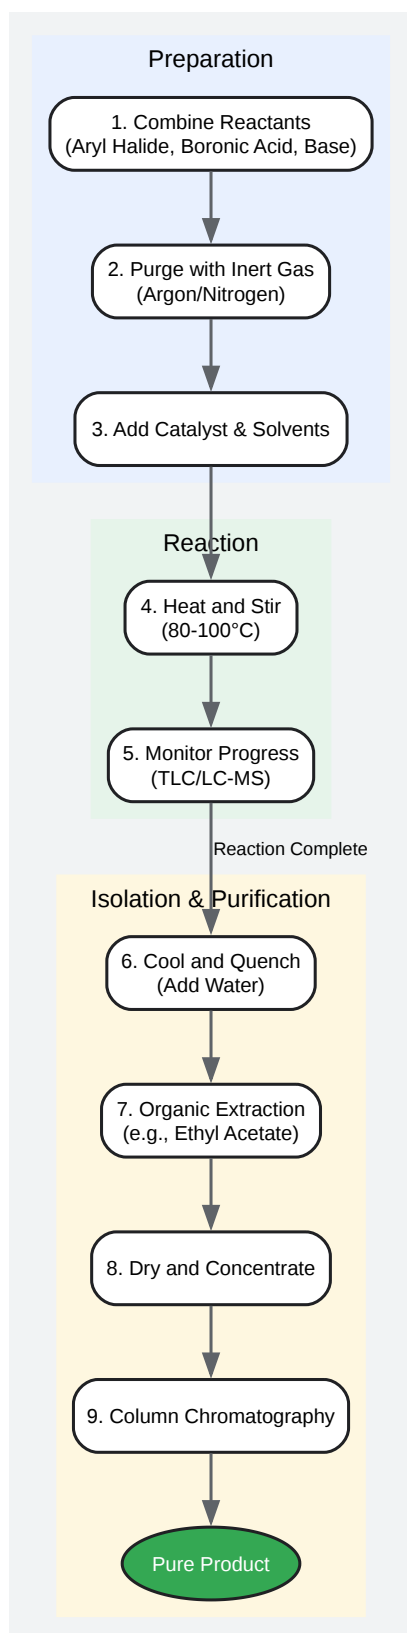 Preparation
1. Combine Reactants
(Aryl Halide, Boronic Acid, Base)
2. Purge with Inert Gas
(Argon/Nitrogen)
3. Add Catalyst & Solvents
Reaction
4. Heat and Stir
(80-100°C)
5. Monitor Progress
(TLC/LC-MS)
Reaction Complete
Isolation & Purification
6. Cool and Quench
(Add Water)
7. Organic Extraction
(e.g., Ethyl Acetate)
8. Dry and Concentrate
9. Column Chromatography
Pure Product